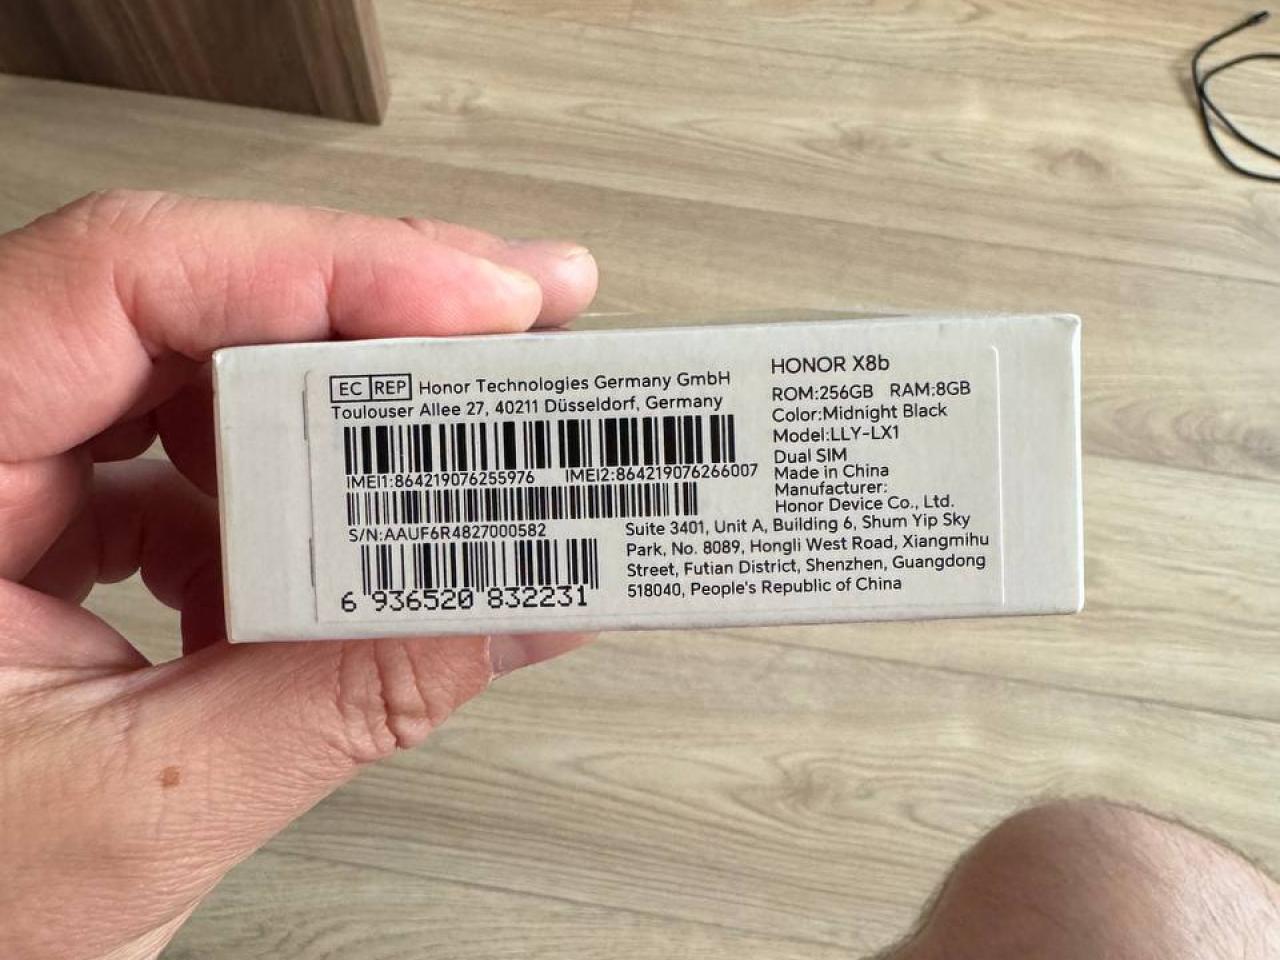 EC REP Honor Technologies Germany GmbH
Toulouser Allee 27, 40211 Düsseldorf, Germany
IMEI1:864219076255976 IMEI2:864219076266007
S/N:AAUF6R4827000582
6 936520 832231
HONOR X8b
ROM:256GB RAM:8GB
Color:Midnight Black
Model:LLY-LX1
Dual SIM
Made in China
Manufacturer:
Honor Device Co., Ltd.
Suite 3401, Unit A, Building 6, Shum Yip Sky
Park, No. 8089, Hongli West Road, Xiangmihu
Street, Futian District, Shenzhen, Guangdong
518040, People's Republic of China